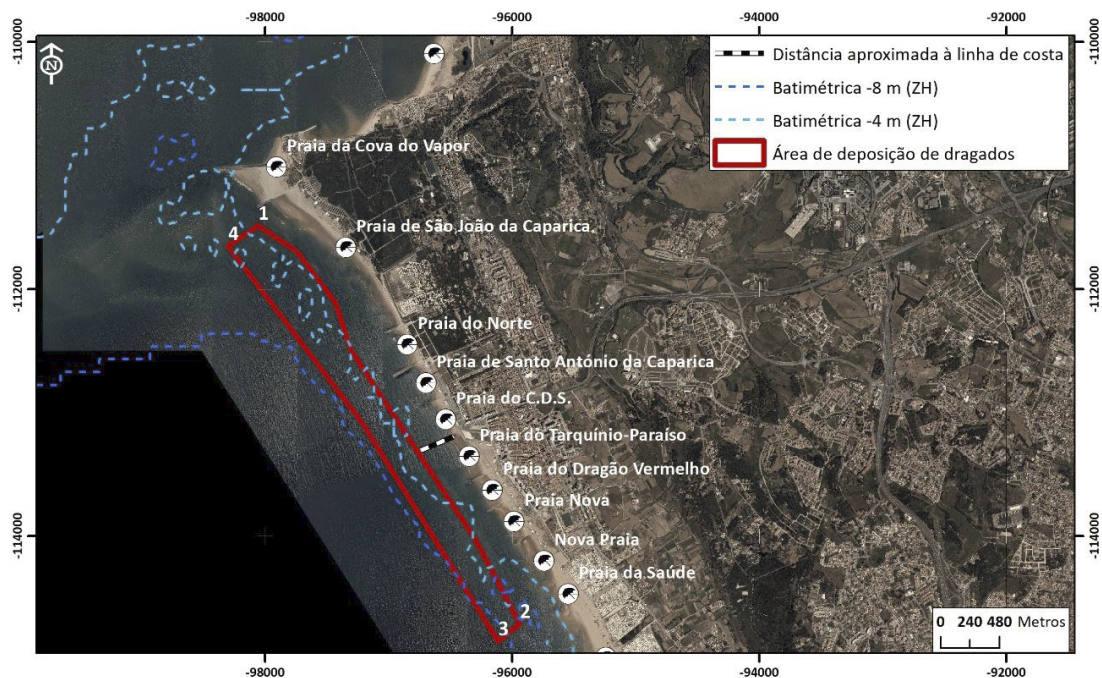 -98000
-96000
-94000
-92000
-110000
-110000
N
Distância aproximada à linha de costa
Batimétrica -8 m (ZH)
Batimétrica -4 m (ZH)
Área de deposição de dragados
Praia da Cova do Vapor
1
Praia de São João da Caparica
4
-112000
-112000
Praia do Norte
Praia de Santo António da Caparica
Praia do C.D.S.
Praia do Tarquínio-Paraíso
Praia do Dragão Vermelho
Praia Nova
-114000
-114000
Nova Praia
Praia da Saúde
2
3
0 240 480 Metros
-98000
-96000
-94000
-92000